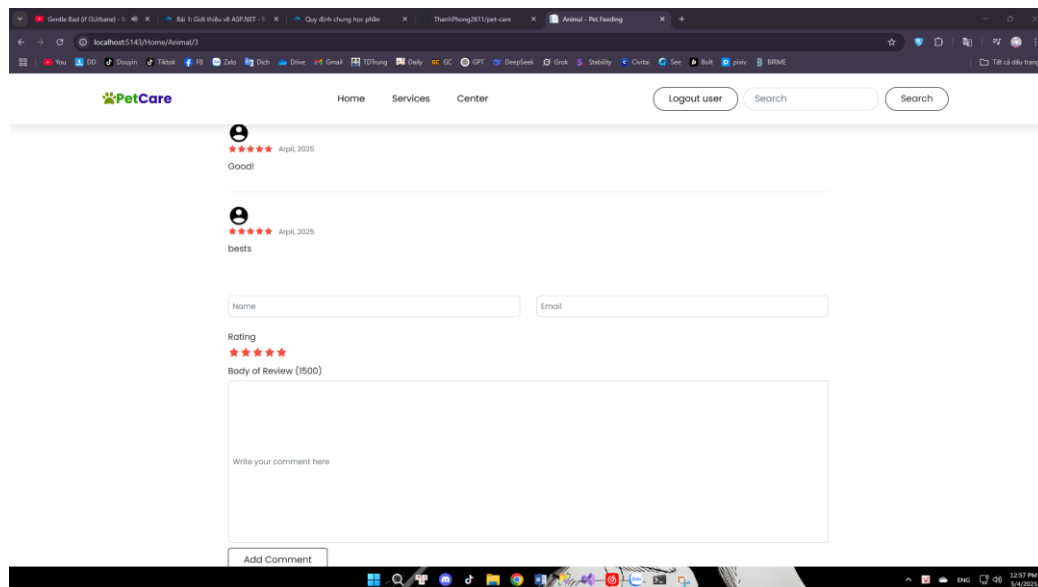 Gentle Bad (if GUrbane) - Bài 1: Giới thiệu về ASP.NET - Quy định chung học phần ThanhPhong2811/pet-care Animal - Pet Feeding
localhost:5143/Home/Animal/3
You DD Douyin Tiktok FB Zalo Dịch Drive Gmail TDTrung Daily GC GC GPT DeepSeek Grok Stability Civitai See Bolt pixiv BIRME Tất cả dấu trang
PetCare Home Services Center Logout user Search Search
Arpil, 2025
Good!
Arpil, 2025
bests
Name Email
Rating
Body of Review (1500)
Write your comment here
Add Comment
ENG 12:57 PM
5/4/2025